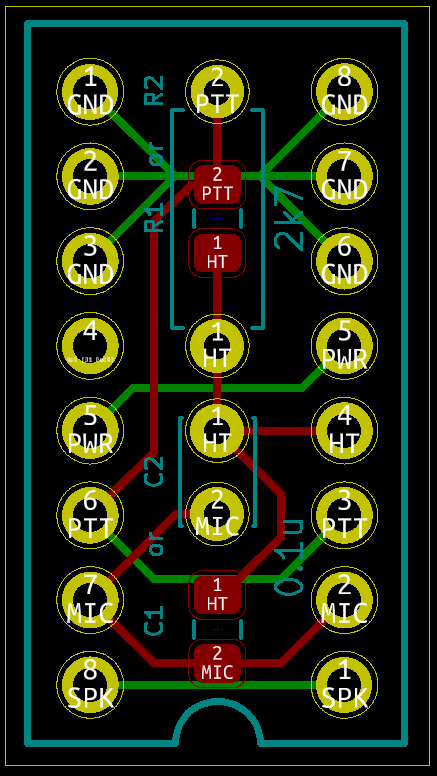 1
GND
R2
2
PTT
8
GND
2
GND
or
2
PTT
7
GND
3
GND
R1
1
HT
2k7
6
GND
4
1
HT
5
PWR
5
PWR
1
HT
4
HT
C2
6
PTT
2
MIC
3
PTT
or
0.1u
7
MIC
C1
1
HT
2
MIC
8
SPK
2
MIC
1
SPK